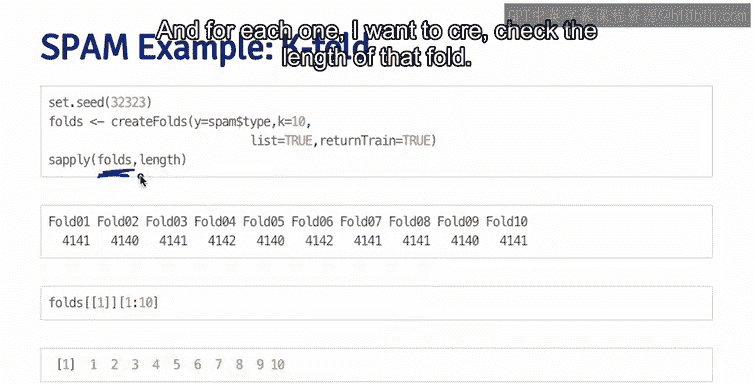 And for each one, I want to cre, check the
length of that fold.
SPAM Example: K-fold
set.seed(32323)
folds <- createFolds(y=spam$type,k=10,
list=TRUE,returnTrain=TRUE)
sapply(folds,length)
Fold01 Fold02 Fold03 Fold04 Fold05 Fold06 Fold07 Fold08 Fold09 Fold10
4141 4140 4141 4142 4140 4142 4141 4141 4140 4141
folds[[1]][1:10]
[1] 1 2 3 4 5 6 7 8 9 10